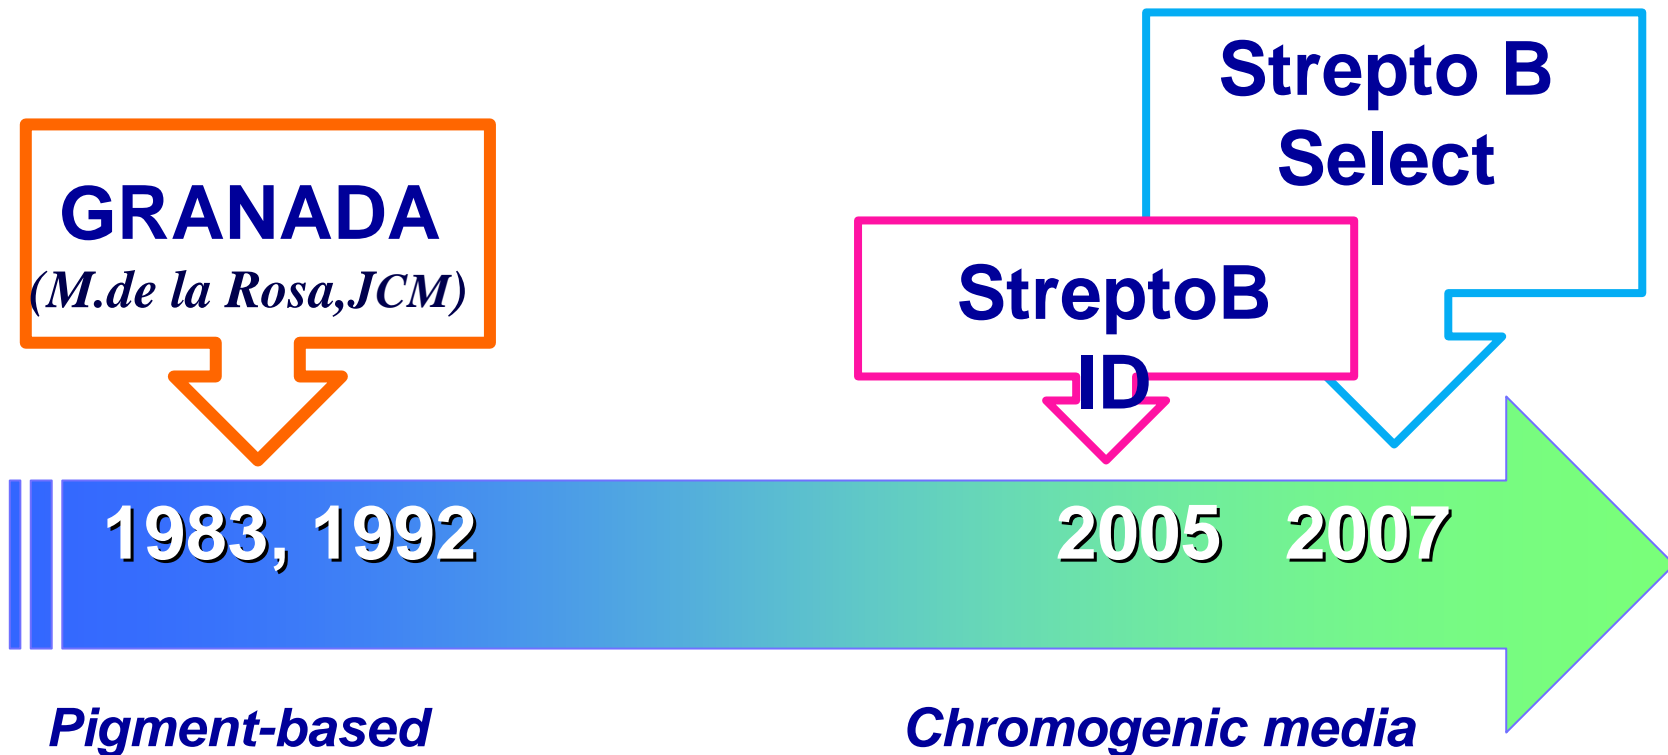 GRANADA
(M.de la Rosa,JCM)
Strepto B
Select
StreptoB
ID
1983, 1992
2005
2007
Pigment-based
Chromogenic media